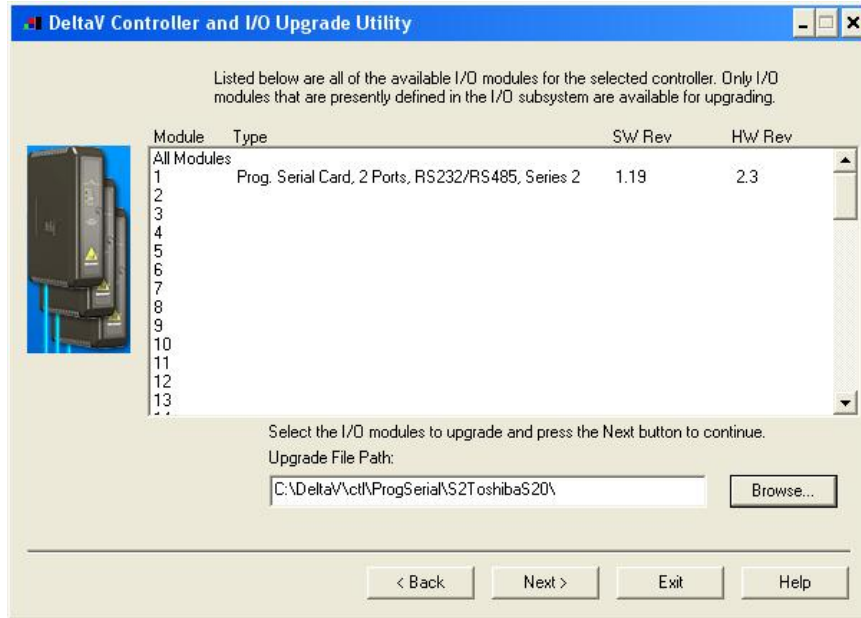 DeltaV Controller and I/O Upgrade Utility
Listed below are all of the available I/O modules for the selected controller. Only I/O
modules that are presently defined in the I/O subsystem are available for upgrading.
Module Type SW Rev HW Rev
All Modules
1 Prog. Serial Card, 2 Ports, RS232/RS485, Series 2 1.19 2.3
2
3
4
5
6
7
8
9
10
11
12
13
Select the I/O modules to upgrade and press the Next button to continue.
Upgrade File Path:
C:\DeltaV\ctl\ProgSerial\S2ToshibaS20\
Browse...
< Back Next > Exit Help